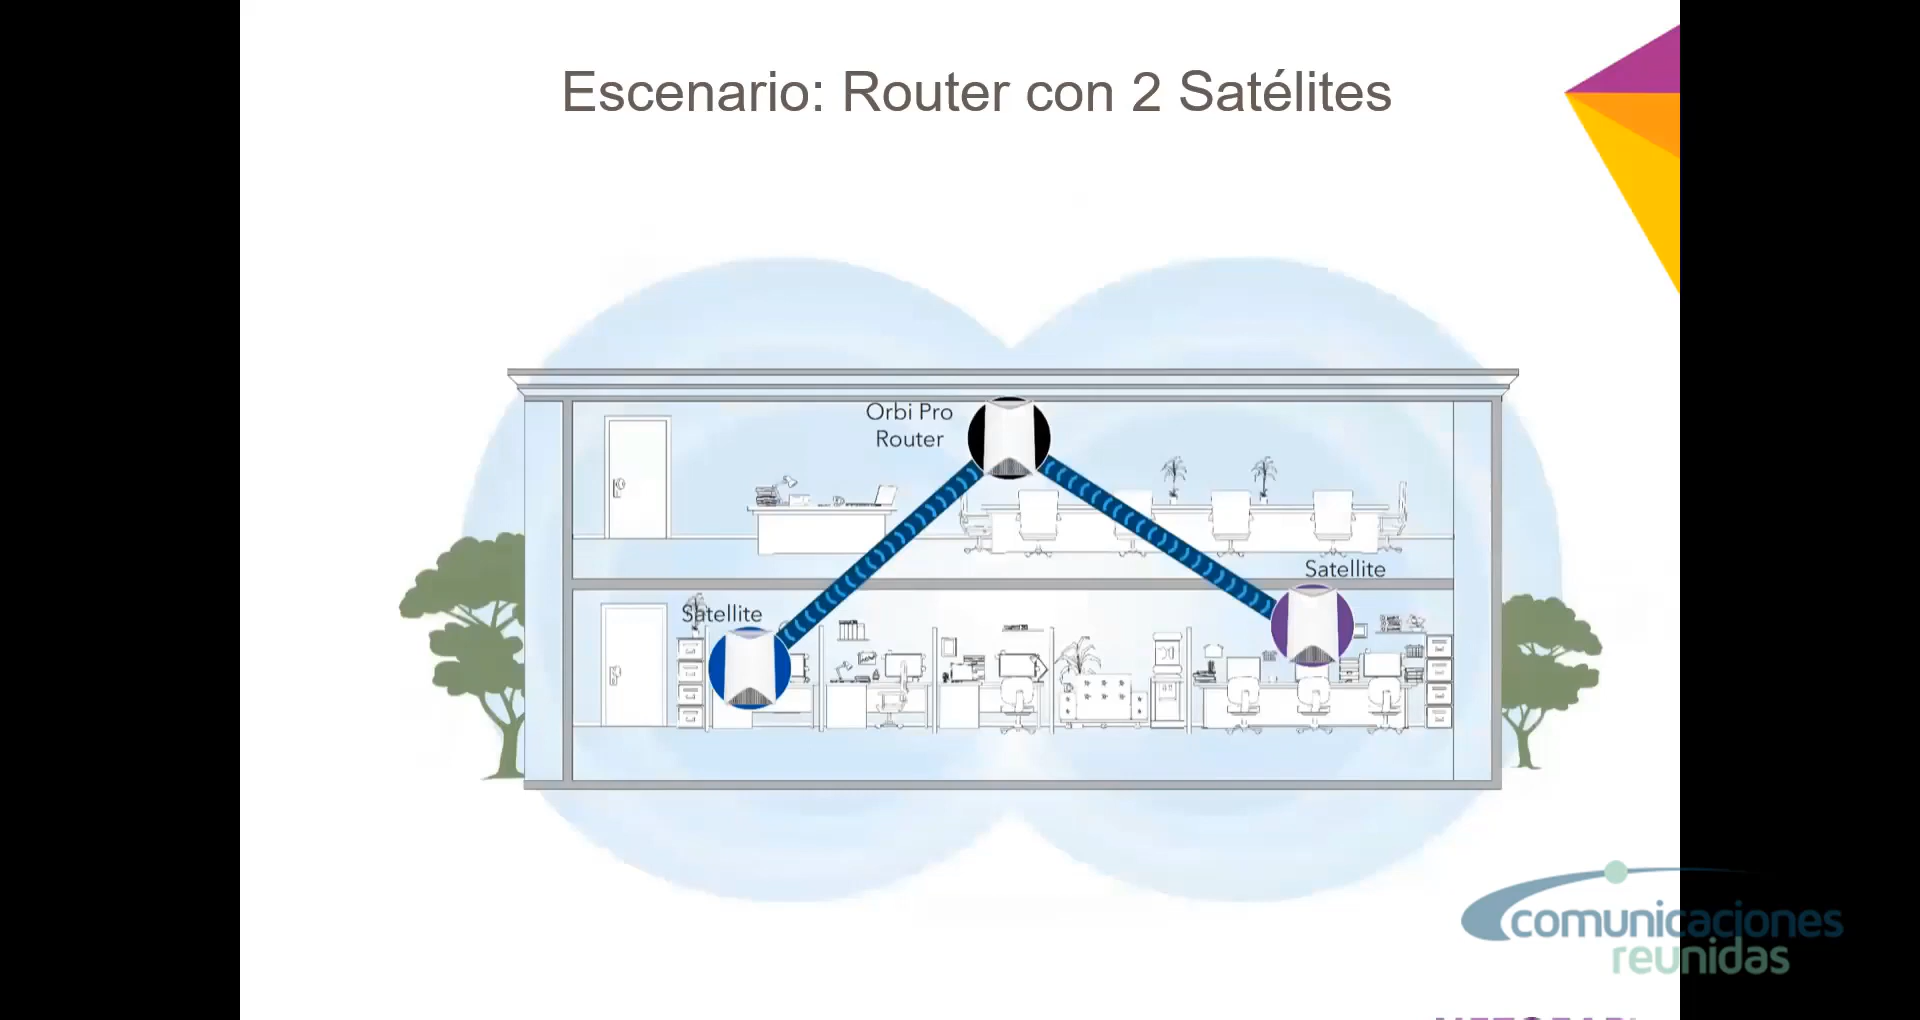 Escenario: Router con 2 Satélites
Orbi Pro
Router
Satellite
Satellite
comunicaciones
reunidas